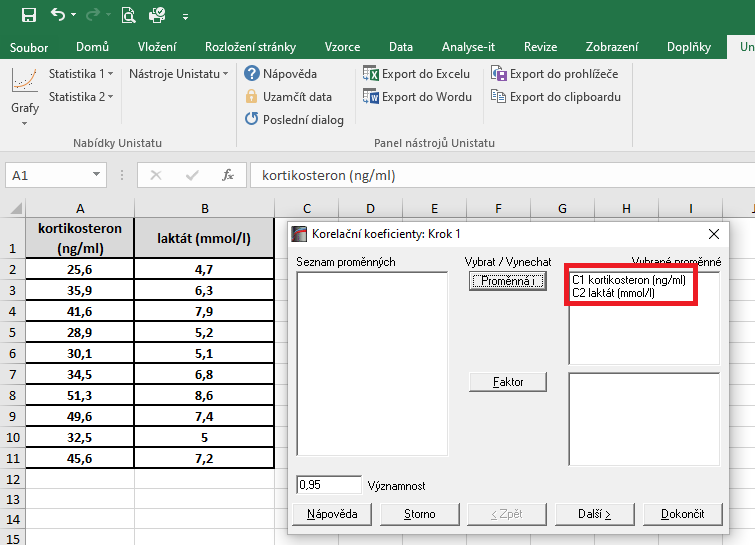 Soubor Domů Vložení Rozložení stránky Vzorce Data Analyse-it Revize Zobrazení Doplňky Un
Grafy
Statistika 1
Statistika 2
Nástroje Unistatu
Nabídky Unistatu
Nápověda
Uzamčít data
Poslední dialog
Export do Excelu
Export do Wordu
Export do prohlížeče
Export do clipboardu
Panel nástrojů Unistatu
A1 fx kortikosteron (ng/ml)
A B C D E F G H I J
1 kortikosteron (ng/ml) laktát (mmol/l)
2 25,6 4,7
3 35,9 6,3
4 41,6 7,9
5 28,9 5,2
6 30,1 5,1
7 34,5 6,8
8 51,3 8,6
9 49,6 7,4
10 32,5 5
11 45,6 7,2
12
13
14
15
Korelační koeficienty: Krok 1
Seznam proměnných Vybrat / Vynechat Vybrané proměnné
Proměnná i
C1 kortikosteron (ng/ml)
C2 laktát (mmol/l)
Faktor
0,95 Významnost
Nápověda Storno < Zpět Další > Dokončit